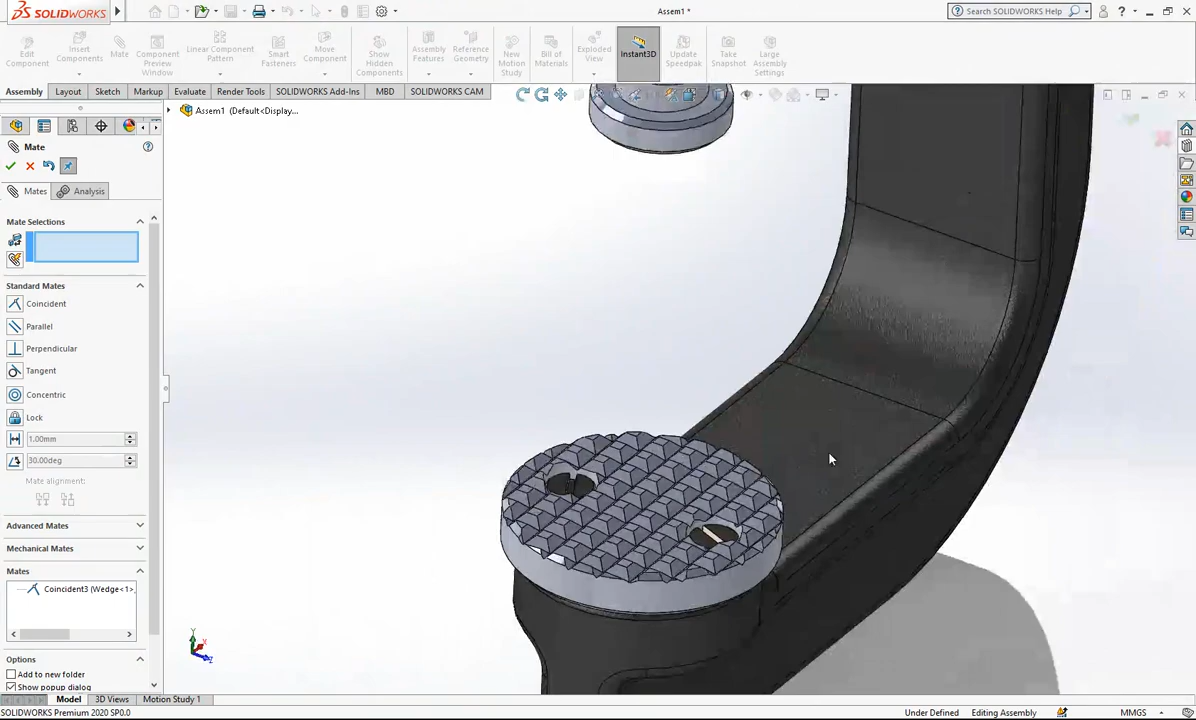 SOLIDWORKS
Assem1 *
Search SOLIDWORKS Help
Edit Component
Insert Components
Mate
Component Preview Window
Linear Component Pattern
Smart Fasteners
Move Component
Show Hidden Components
Assembly Features
Reference Geometry
New Motion Study
Bill of Materials
Exploded View
Instant3D
Update Speedpak
Take Snapshot
Large Assembly Settings
Assembly Layout Sketch Markup Evaluate Render Tools SOLIDWORKS Add-Ins MBD SOLIDWORKS CAM
Assem1 (Default<Display...
Mate
Mates Analysis
Mate Selections
Standard Mates
Coincident
Parallel
Perpendicular
Tangent
Concentric
Lock
1.00mm
30.00deg
Mate alignment:
Advanced Mates
Mechanical Mates
Mates
Coincident3 (Wedge<1>,
Options
Add to new folder
Show popup dialog
Y
X
Z
Model 3D Views Motion Study 1
SOLIDWORKS Premium 2020 SP0.0 Under Defined Editing Assembly MMGS